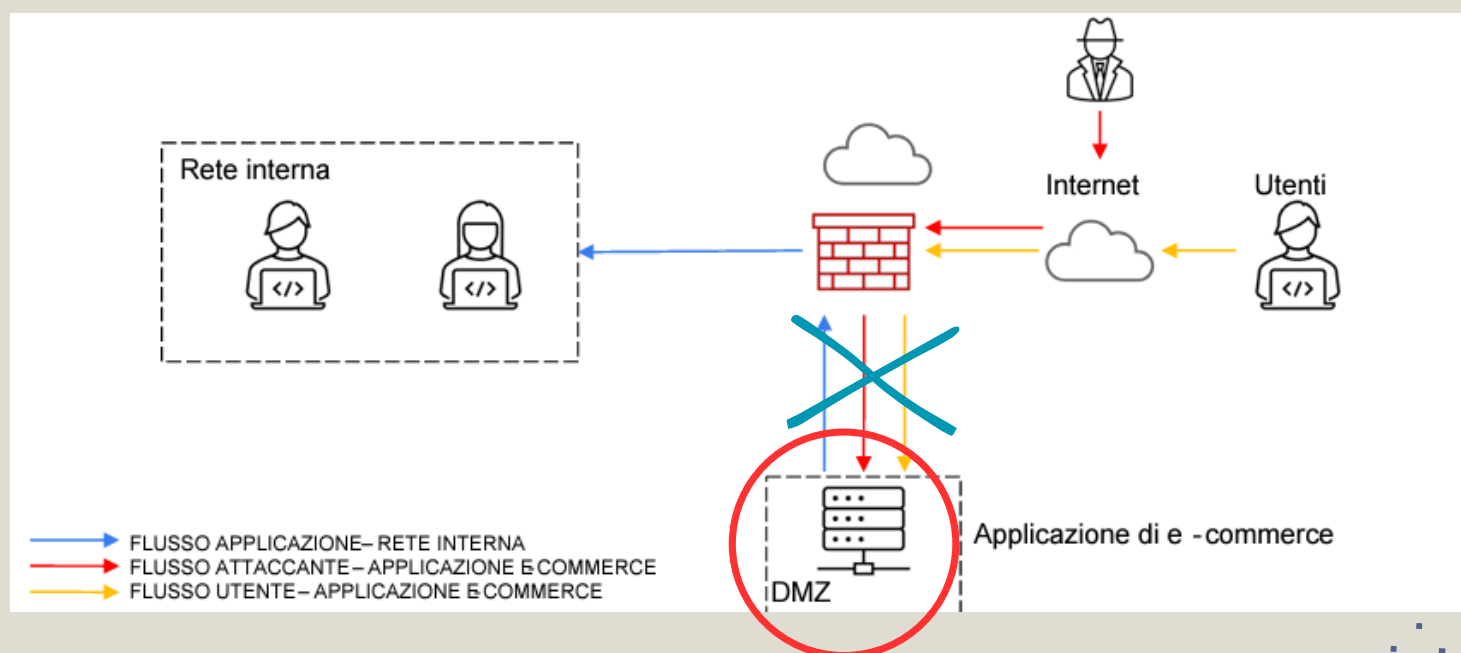 Rete interna
Internet
Utenti
</>
</>
</>
Applicazione di e -commerce
DMZ
FLUSSO APPLICAZIONE– RETE INTERNA
FLUSSO ATTACCANTE – APPLICAZIONE E-COMMERCE
FLUSSO UTENTE – APPLICAZIONE E-COMMERCE